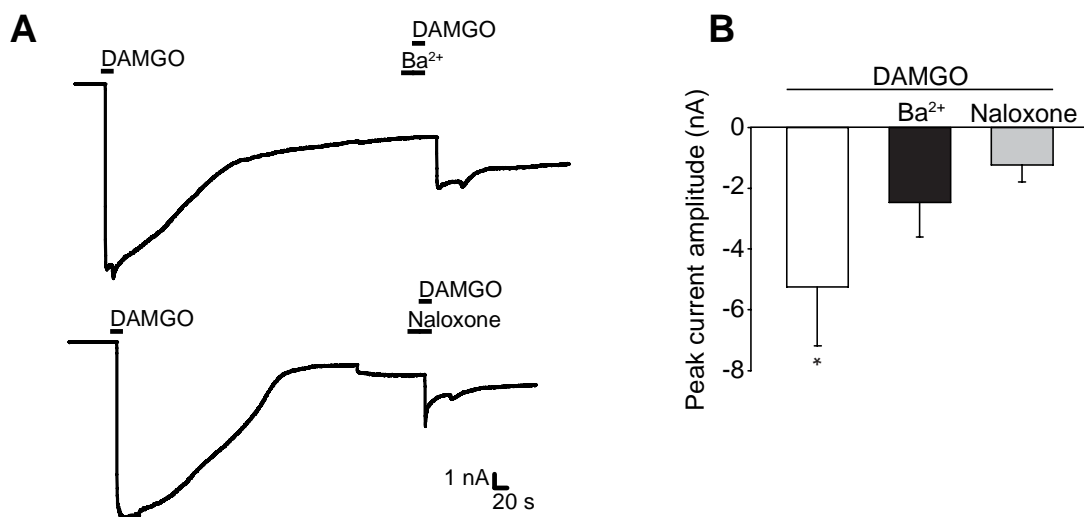 A
DAMGO
DAMGO
Ba²⁺
DAMGO
DAMGO
Naloxone
1 nA
20 s
B
DAMGO
Ba²⁺ Naloxone
Peak current amplitude (nA)
0
-2
-4
-6
-8
*